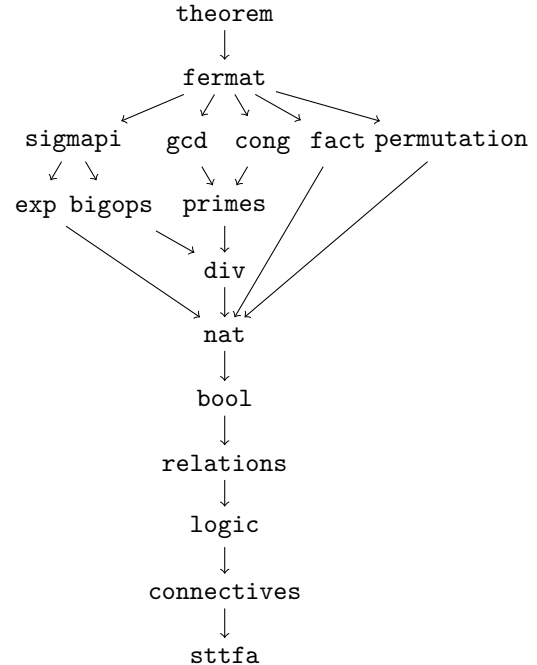 theorem
fermat
sigmapi gcd cong fact permutation
exp bigops primes
div
nat
bool
relations
logic
connectives
sttfa